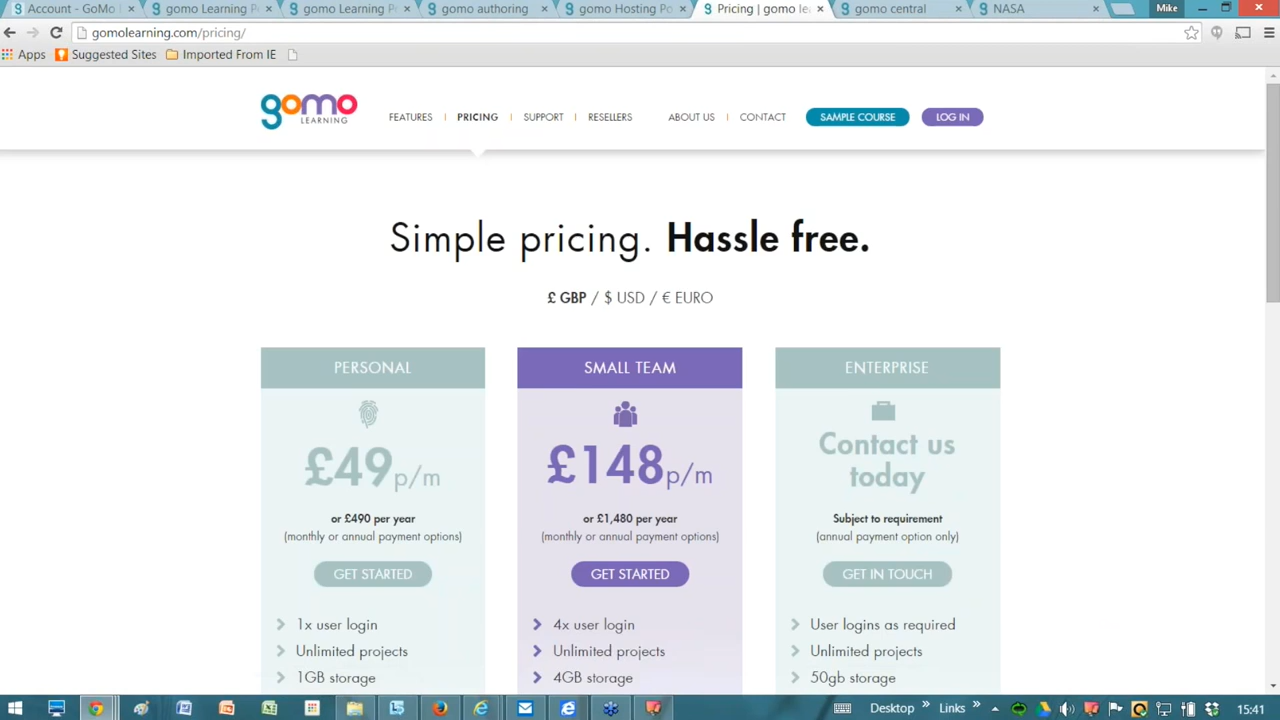 Account - GoMo
gomo Learning P
gomo Learning P
gomo authoring
gomo Hosting Po
Pricing | gomo le
gomo central
NASA
Mike
gomolearning.com/pricing/
Apps Suggested Sites Imported From IE
gomo
LEARNING
FEATURES PRICING SUPPORT RESELLERS ABOUT US CONTACT SAMPLE COURSE LOG IN
Simple pricing. Hassle free.
£ GBP / $ USD / € EURO
PERSONAL
£49p/m
or £490 per year
(monthly or annual payment options)
GET STARTED
1x user login
Unlimited projects
1GB storage
SMALL TEAM
£148p/m
or £1,480 per year
(monthly or annual payment options)
GET STARTED
4x user login
Unlimited projects
4GB storage
ENTERPRISE
Contact us
today
Subject to requirement
(annual payment option only)
GET IN TOUCH
User logins as required
Unlimited projects
50gb storage
Desktop » Links » 15:41